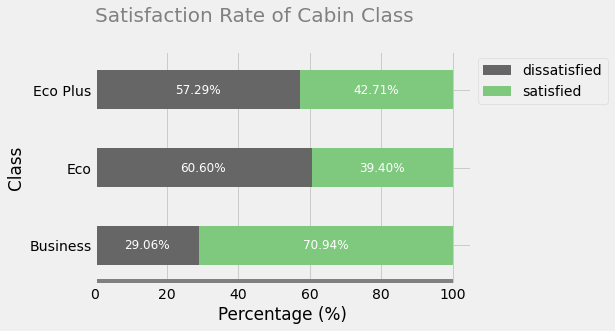 Satisfaction Rate of Cabin Class
dissatisfied
satisfied
Eco Plus
57.29%
42.71%
Eco
60.60%
39.40%
Business
29.06%
70.94%
Class
0 20 40 60 80 100
Percentage (%)